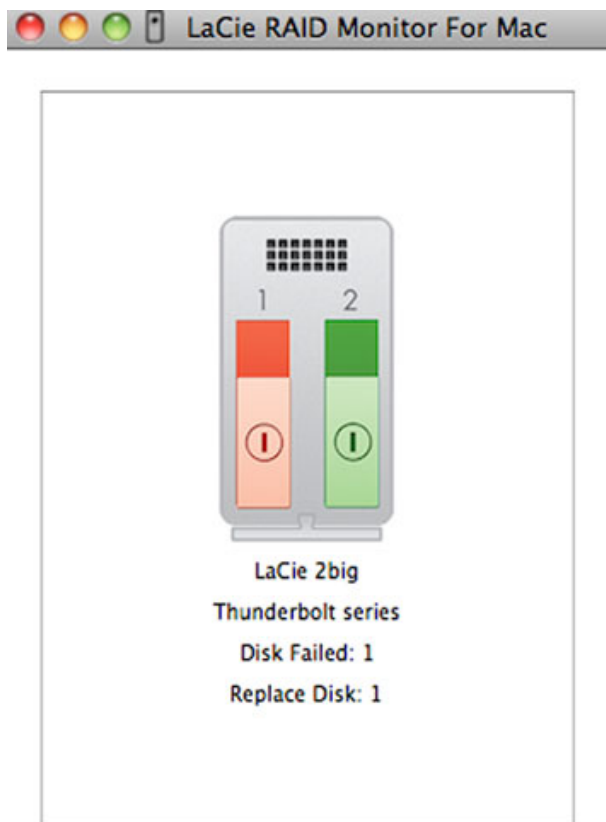 LaCie RAID Monitor For Mac
1 2
LaCie 2big
Thunderbolt series
Disk Failed: 1
Replace Disk: 1